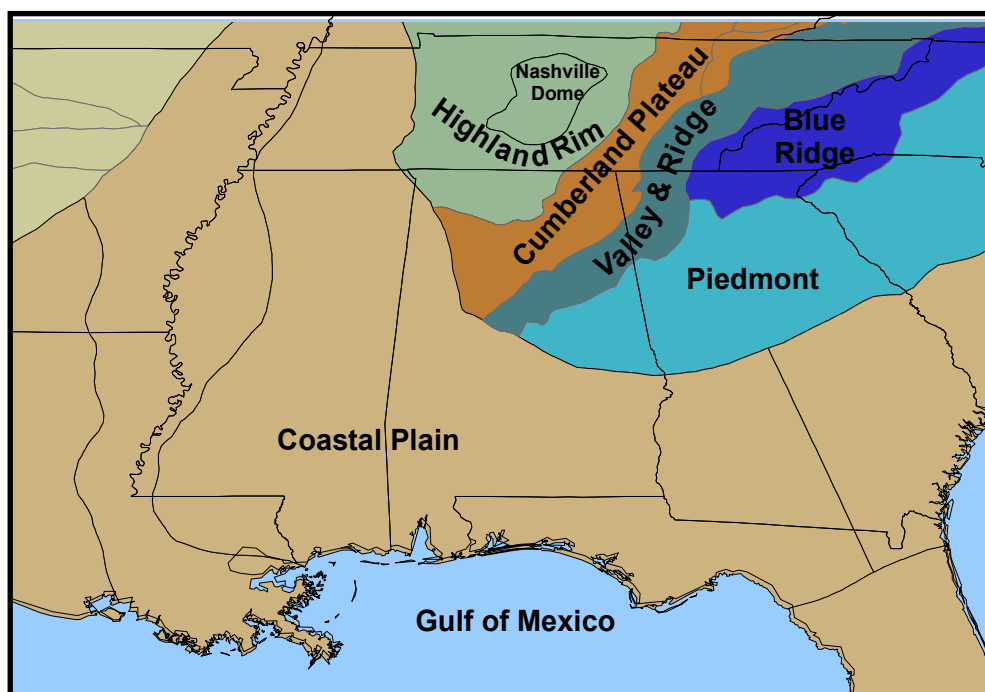 Nashville
Dome
Highland Rim
Cumberland Plateau
Valley & Ridge
Blue
Ridge
Piedmont
Coastal Plain
Gulf of Mexico